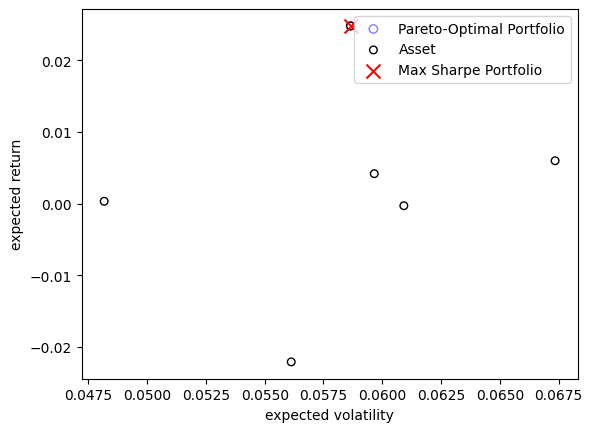 Pareto-Optimal Portfolio
Asset
Max Sharpe Portfolio
expected return
0.02
0.01
0.00
−0.01
−0.02
0.0475 0.0500 0.0525 0.0550 0.0575 0.0600 0.0625 0.0650 0.0675
expected volatility